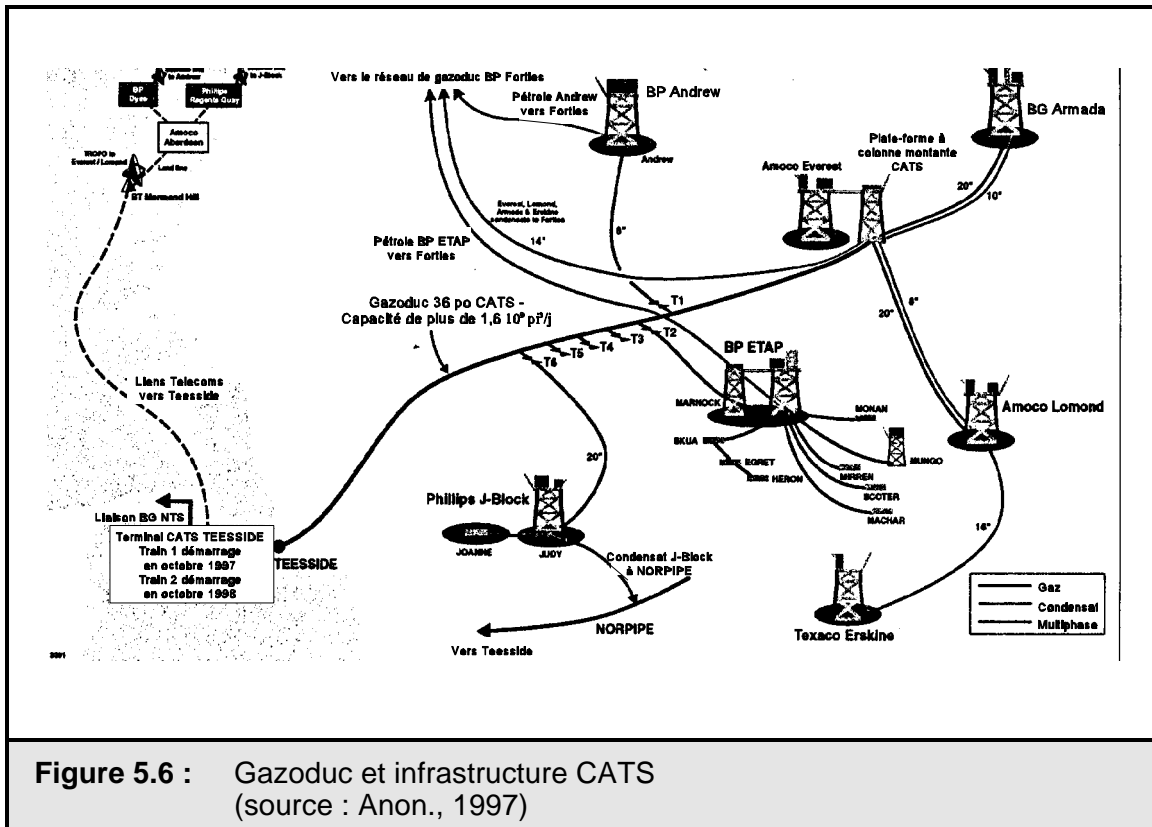 to Andrew
to J-Block
BP
Dyce
Phillips
Regents Quay
Amoco
Aberdeen
TROPO to
Everest / Lomond
Land line
BT Mormond Hill
Vers le réseau de gazoduc BP Forties
Pétrole Andrew
vers Forties
BP Andrew
Andrew
BG Armada
Plate-forme à
colonne montante
CATS
Amoco Everest
20"
10"
Everest, Lomond,
Armada & Erskine
condensate to Forties
Pétrole BP ETAP
vers Forties
14"
Gazoduc 36 po CATS -
Capacité de plus de 1,6 10⁹ pi³/j
T1
T2
T3
T4
T5
T6
20"
BP ETAP
MARNOCK
MONAN
SKUA
EGRET
HERON
MUNGO
MIRREN
SCOTER
MACHAR
Amoco Lomond
Liens Telecoms
vers Teesside
20"
Phillips J-Block
JOANNE
JUDY
Condensat J-Block
à NORPIPE
NORPIPE
Vers Teesside
16"
Texaco Erskine
Liaison BG NTS
Terminal CATS TEESSIDE
Train 1 démarrage
en octobre 1997
Train 2 démarrage
en octobre 1998
TEESSIDE
Gaz
Condensat
Multiphase
Figure 5.6 : Gazoduc et infrastructure CATS
(source : Anon., 1997)